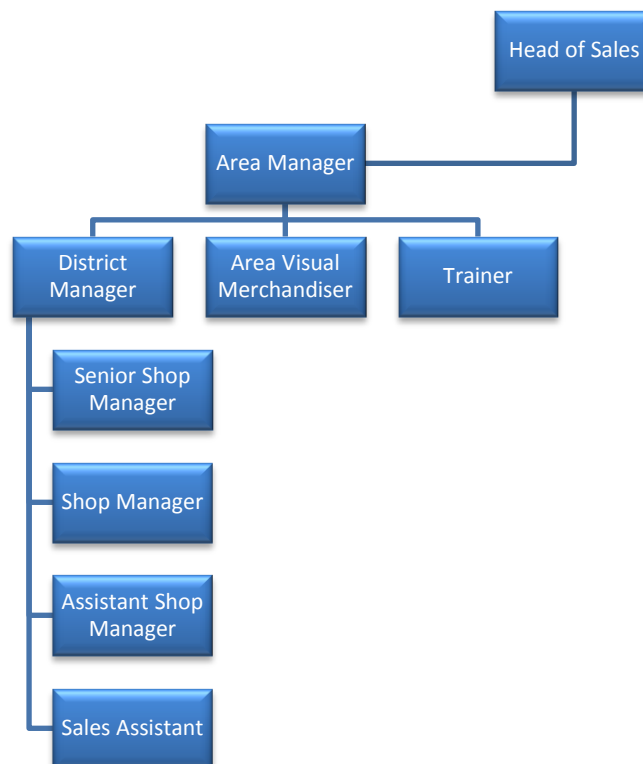 Head of Sales
Area Manager
District
Manager
Area Visual
Merchandiser
Trainer
Senior Shop
Manager
Shop Manager
Assistant Shop
Manager
Sales Assistant